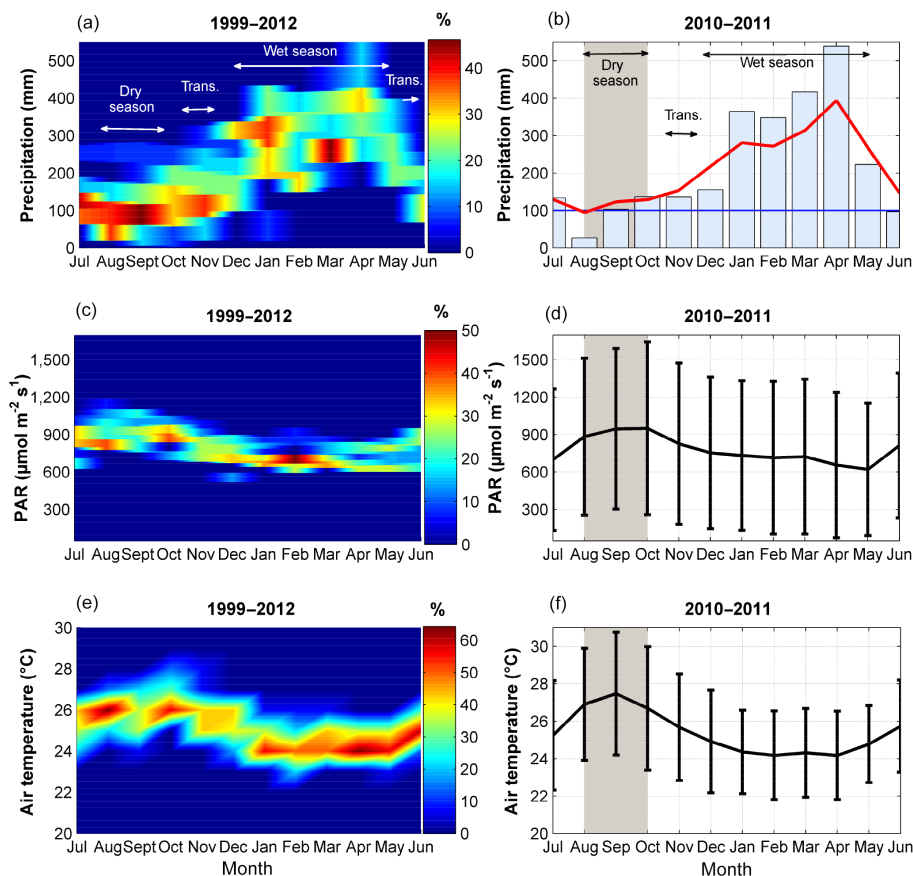 (a) 1999–2012 %
Precipitation (mm)
500
400
300
200
100
0
Dry season
Trans.
Wet season
Trans.
40
30
20
10
0
Jul Aug Sept Oct Nov Dec Jan Feb Mar Apr May Jun
(b) 2010–2011
Precipitation (mm)
500
400
300
200
100
0
Dry
season
Trans.
Wet season
Jul Aug Sep Oct Nov Dec Jan Feb Mar Apr May Jun
(c) 1999–2012 %
PAR (µmol m⁻² s⁻¹)
1,500
1200
900
600
300
50
40
30
20
10
0
Jul Aug Sept Oct Nov Dec Jan Feb Mar Apr May Jun
(d) 2010–2011
PAR (µmol m⁻² s⁻¹)
1500
1200
900
600
300
Jul Aug Sep Oct Nov Dec Jan Feb Mar Apr May Jun
(e) 1999–2012 %
Air temperature (°C)
30
28
26
24
22
20
60
50
40
30
20
10
0
Jul Aug Sept Oct Nov Dec Jan Feb Mar Apr May Jun
Month
(f) 2010–2011
Air temperature (°C)
30
28
26
24
22
20
Jul Aug Sep Oct Nov Dec Jan Feb Mar Apr May Jun
Month